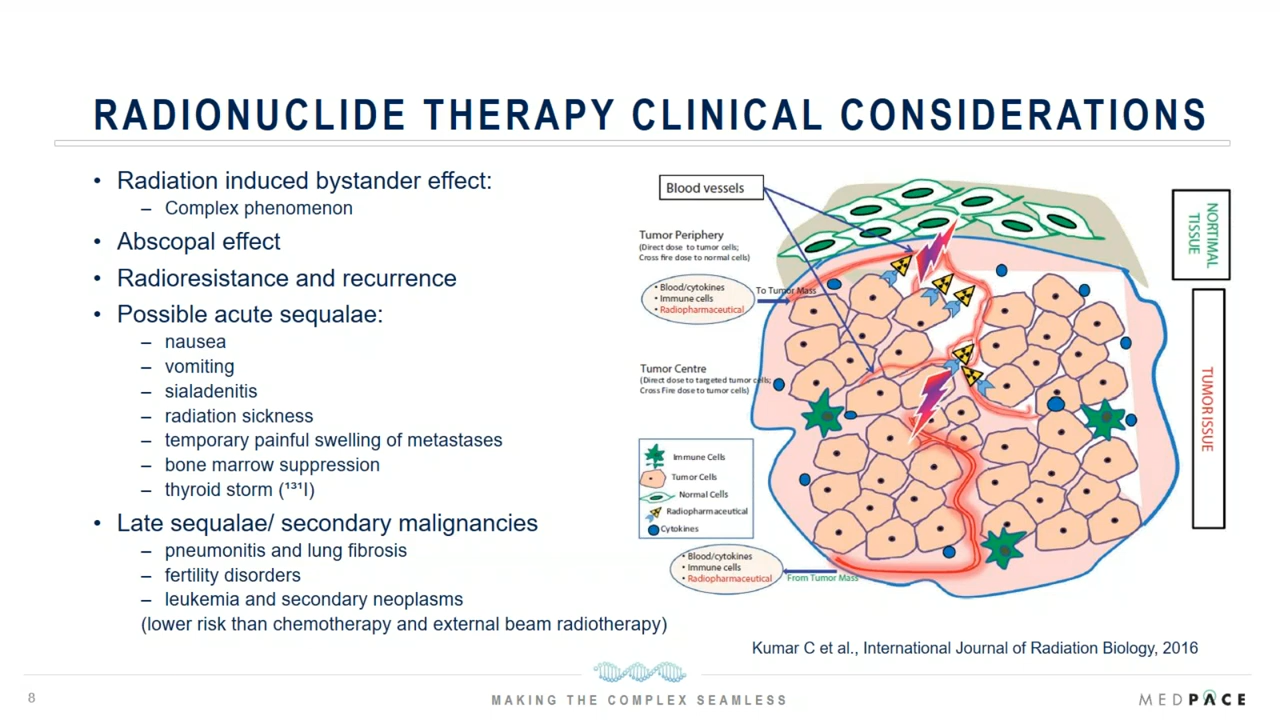 RADIONUCLIDE THERAPY CLINICAL CONSIDERATIONS
• Radiation induced bystander effect:
– Complex phenomenon
• Abscopal effect
• Radioresistance and recurrence
• Possible acute sequalae:
– nausea
– vomiting
– sialadenitis
– radiation sickness
– temporary painful swelling of metastases
– bone marrow suppression
– thyroid storm (¹³¹I)
• Late sequalae/ secondary malignancies
– pneumonitis and lung fibrosis
– fertility disorders
– leukemia and secondary neoplasms
(lower risk than chemotherapy and external beam radiotherapy)
Blood vessels
Tumor Periphery
(Direct dose to tumor cells;
Cross fire dose to normal cells)
• Blood/cytokines
• Immune cells
• Radiopharmaceutical
To Tumor Mass
Tumor Centre
(Direct dose to targeted tumor cells;
Cross Fire dose to tumor cells)
Immune Cells
Tumor Cells
Normal Cells
Radiopharmaceutical
Cytokines
• Blood/cytokines
• Immune cells
• Radiopharmaceutical
From Tumor Mass
NORTIMAL
TISSUE
TUMOR ISSUE
Kumar C et al., International Journal of Radiation Biology, 2016
8
MAKING THE COMPLEX SEAMLESS
MEDPACE